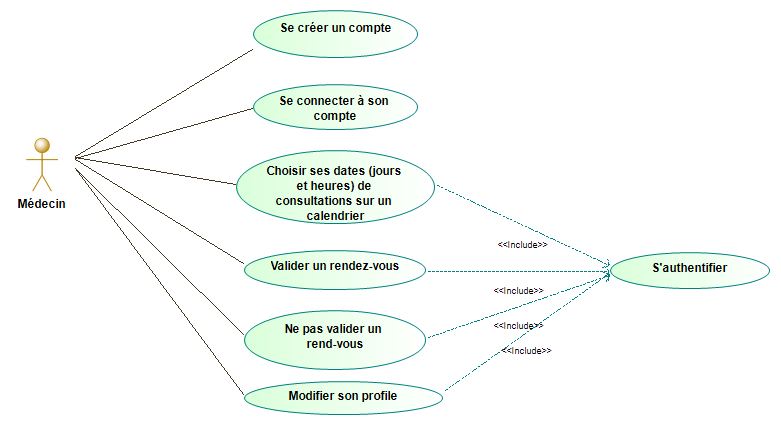 Se créer un compte
Se connecter à son
compte
Médecin
Choisir ses dates (jours
et heures) de
consultations sur un
calendrier
<<Include>>
Valider un rendez-vous
S'authentifier
<<Include>>
Ne pas valider un
rend-vous
<<Include>>
<<Include>>
Modifier son profile